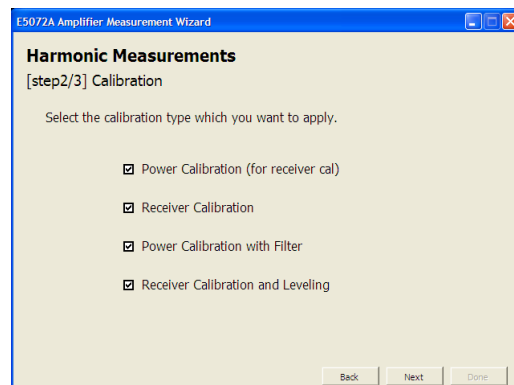 E5072A Amplifier Measurement Wizard
Harmonic Measurements
[step2/3] Calibration
Select the calibration type which you want to apply.
Power Calibration (for receiver cal)
Receiver Calibration
Power Calibration with Filter
Receiver Calibration and Leveling
Back Next Done